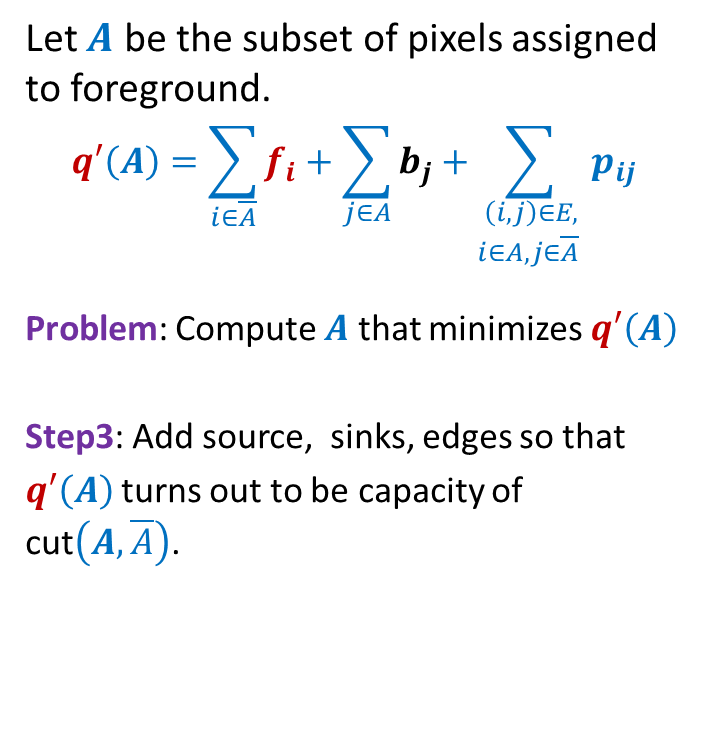 Let A be the subset of pixels assigned
to foreground.
q′(A) = ∑ f_i + ∑ b_j + ∑ p_ij
i∈A̅ j∈A (i,j)∈E,
i∈A,j∈A̅
Problem: Compute A that minimizes q′(A)
Step3: Add source, sinks, edges so that
q′(A) turns out to be capacity of
cut(A, A̅).